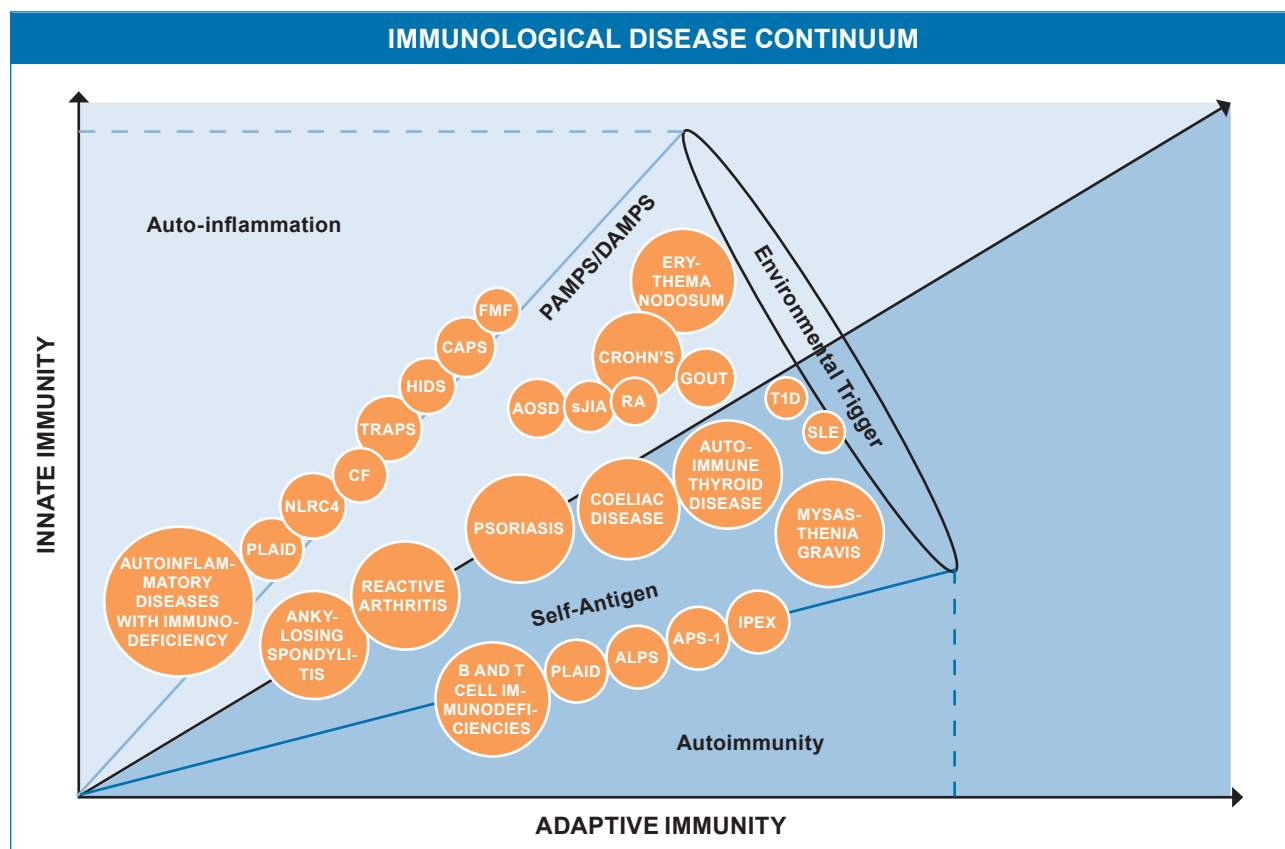 IMMUNOLOGICAL DISEASE CONTINUUM
INNATE IMMUNITY
Auto-inflammation
PAMPS/DAMPS
Environmental Trigger
ERY-
THEMA
NODOSUM
FMF
CAPS
CROHN'S
HIDS
GOUT
AOSD
sJIA
RA
T1D
TRAPS
SLE
CF
AUTO-
IMMUNE
THYROID
DISEASE
NLRC4
COELIAC
DISEASE
PSORIASIS
MYSAS-
THENIA
GRAVIS
PLAID
AUTOINFLAM-
MATORY
DISEASES
WITH IMMUNO-
DEFICIENCY
REACTIVE
ARTHRITIS
Self-Antigen
ANKY-
LOSING
SPONDYLI-
TIS
IPEX
APS-1
ALPS
PLAID
B AND T
CELL IM-
MUNODEFI-
CIENCIES
Autoimmunity
ADAPTIVE IMMUNITY